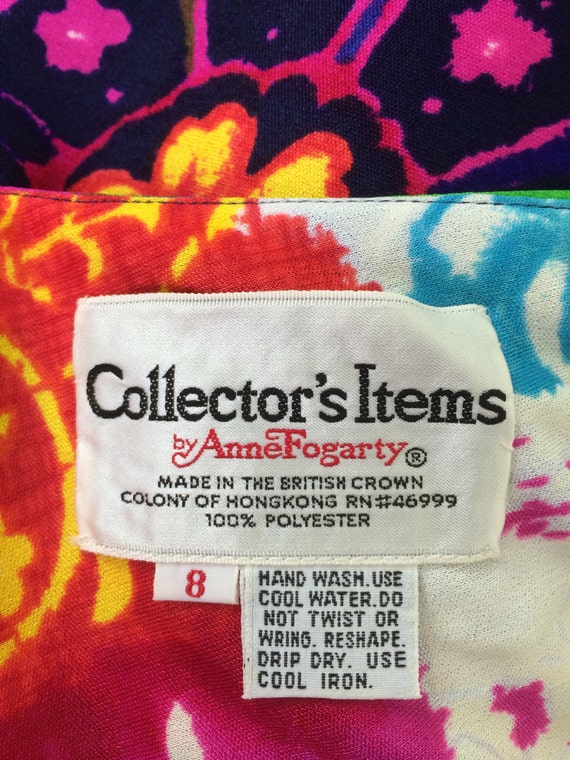 Collector's Items
by Anne Fogarty®
MADE IN THE BRITISH CROWN
COLONY OF HONGKONG RN#46999
100% POLYESTER
8
HAND WASH. USE
COOL WATER. DO
NOT TWIST OR
WRING. RESHAPE.
DRIP DRY. USE
COOL IRON.